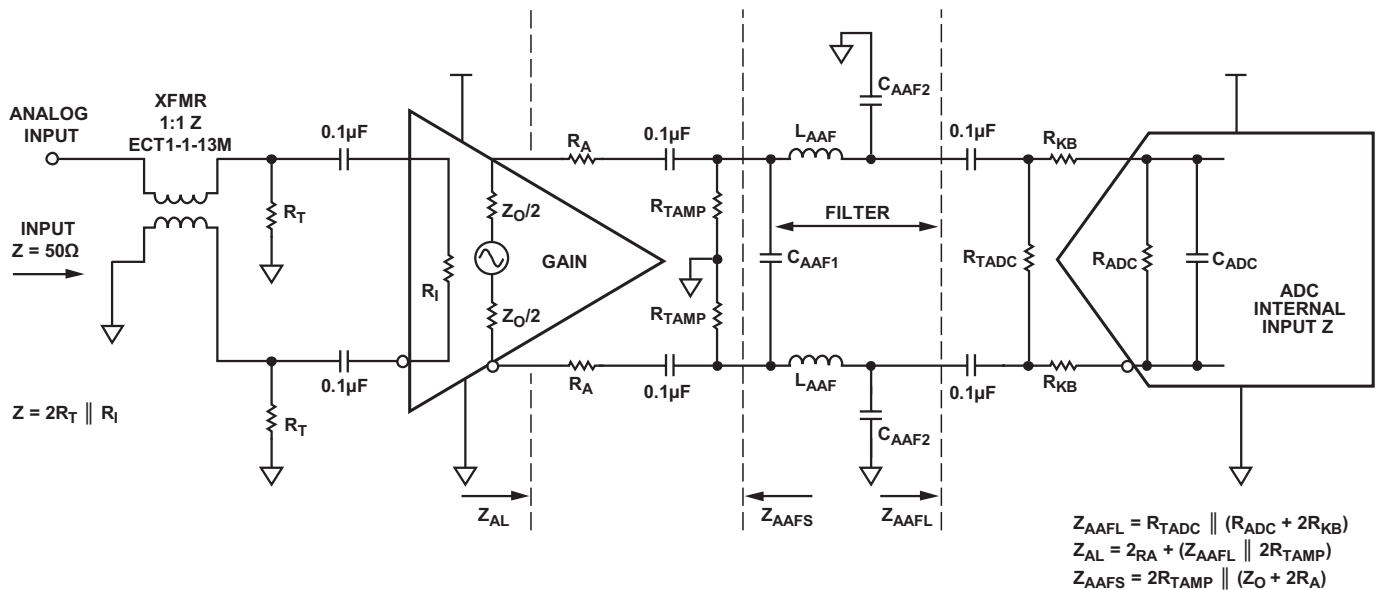 ANALOG
INPUT
XFMR
1:1 Z
ECT1-1-13M
INPUT
Z = 50Ω
R_T
R_T
0.1µF
0.1µF
Z = 2R_T ∥ R_I
R_I
Z_O/2
Z_O/2
GAIN
R_A
R_A
0.1µF
0.1µF
R_TAMP
R_TAMP
C_AAF1
L_AAF
L_AAF
FILTER
C_AAF2
C_AAF2
0.1µF
0.1µF
R_TADC
R_KB
R_KB
R_ADC
C_ADC
ADC
INTERNAL
INPUT Z
Z_AL
Z_AAFS
Z_AAFL
Z_AAFL = R_TADC ∥ (R_ADC + 2R_KB)
Z_AL = 2_RA + (Z_AAFL ∥ 2R_TAMP)
Z_AAFS = 2R_TAMP ∥ (Z_O + 2R_A)